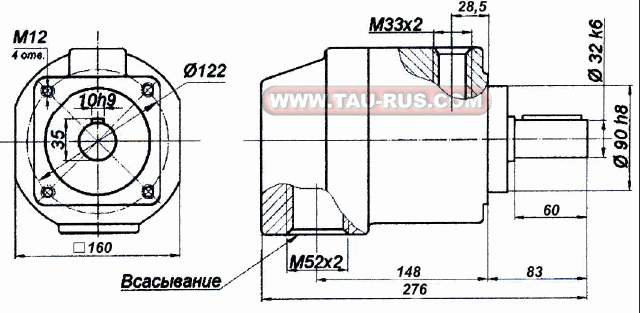 M12
4 отв.
Ø122
10h9
35
□160
M33x2
28,5
Ø 32 k6
Ø 90 h8
WWW.TAU-RUS.COM
60
M52x2
Всасывание
148
83
276